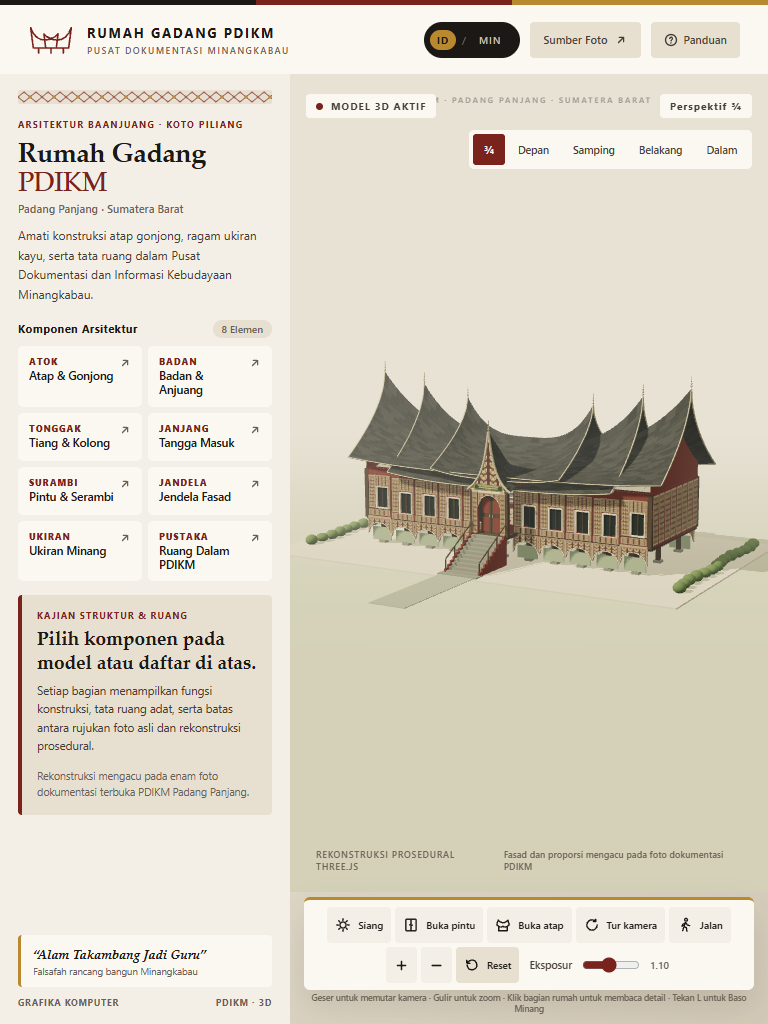 RUMAH GADANG PDIKM
PUSAT DOKUMENTASI MINANGKABAU
ID / MIN
Sumber Foto
Panduan
ARSITEKTUR BAANJUANG · KOTO PILIANG
Rumah Gadang
PDIKM
Padang Panjang · Sumatera Barat
Amati konstruksi atap gonjong, ragam ukiran
kayu, serta tata ruang dalam Pusat
Dokumentasi dan Informasi Kebudayaan
Minangkabau.
Komponen Arsitektur
8 Elemen
ATOK
Atap & Gonjong
BADAN
Badan &
Anjuang
TONGGAK
Tiang & Kolong
JANJANG
Tangga Masuk
SURAMBI
Pintu & Serambi
JANDELA
Jendela Fasad
UKIRAN
Ukiran Minang
PUSTAKA
Ruang Dalam
PDIKM
KAJIAN STRUKTUR & RUANG
Pilih komponen pada
model atau daftar di atas.
Setiap bagian menampilkan fungsi
konstruksi, tata ruang adat, serta batas
antara rujukan foto asli dan rekonstruksi
prosedural.
Rekonstruksi mengacu pada enam foto
dokumentasi terbuka PDIKM Padang Panjang.
“Alam Takambang Jadi Guru”
Falsafah rancang bangun Minangkabau
GRAFIKA KOMPUTER
PDIKM · 3D
MODEL 3D AKTIF
· PADANG PANJANG · SUMATERA BARAT
Perspektif ¾
¾ Depan Samping Belakang Dalam
REKONSTRUKSI PROSEDURAL
THREE.JS
Fasad dan proporsi mengacu pada foto dokumentasi
PDIKM
Siang Buka pintu Buka atap Tur kamera Jalan
+ − Reset Eksposur 1.10
Geser untuk memutar kamera · Gulir untuk zoom · Klik bagian rumah untuk membaca detail · Tekan L untuk Baso
Minang